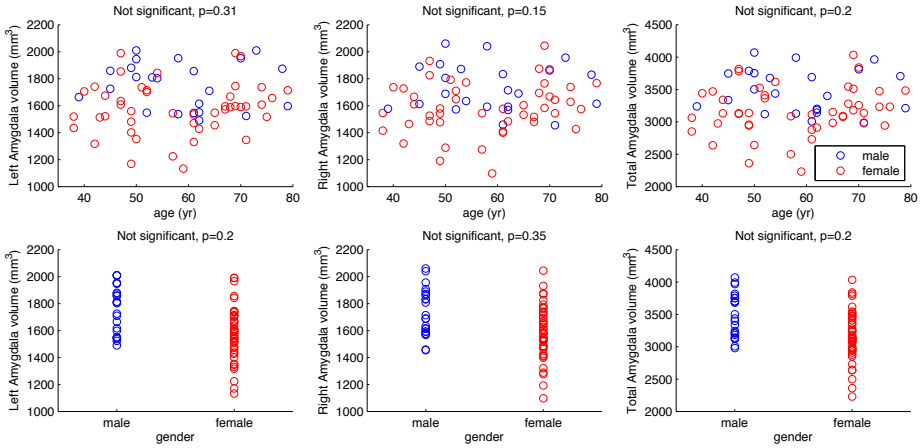 Not significant, p=0.31
Left Amygdala volume (mm³)
2200
2000
1800
1600
1400
1200
1000
40
50
60
70
80
age (yr)
Not significant, p=0.15
Right Amygdala volume (mm³)
2200
2000
1800
1600
1400
1200
1000
40
50
60
70
80
age (yr)
Not significant, p=0.2
Total Amygdala volume (mm³)
4500
4000
3500
3000
2500
2000
40
50
60
70
80
age (yr)
male
female
Not significant, p=0.2
Left Amygdala volume (mm³)
2200
2000
1800
1600
1400
1200
1000
male
female
gender
Not significant, p=0.35
Right Amygdala volume (mm³)
2200
2000
1800
1600
1400
1200
1000
male
female
gender
Not significant, p=0.2
Total Amygdala volume (mm³)
4500
4000
3500
3000
2500
2000
male
female
gender